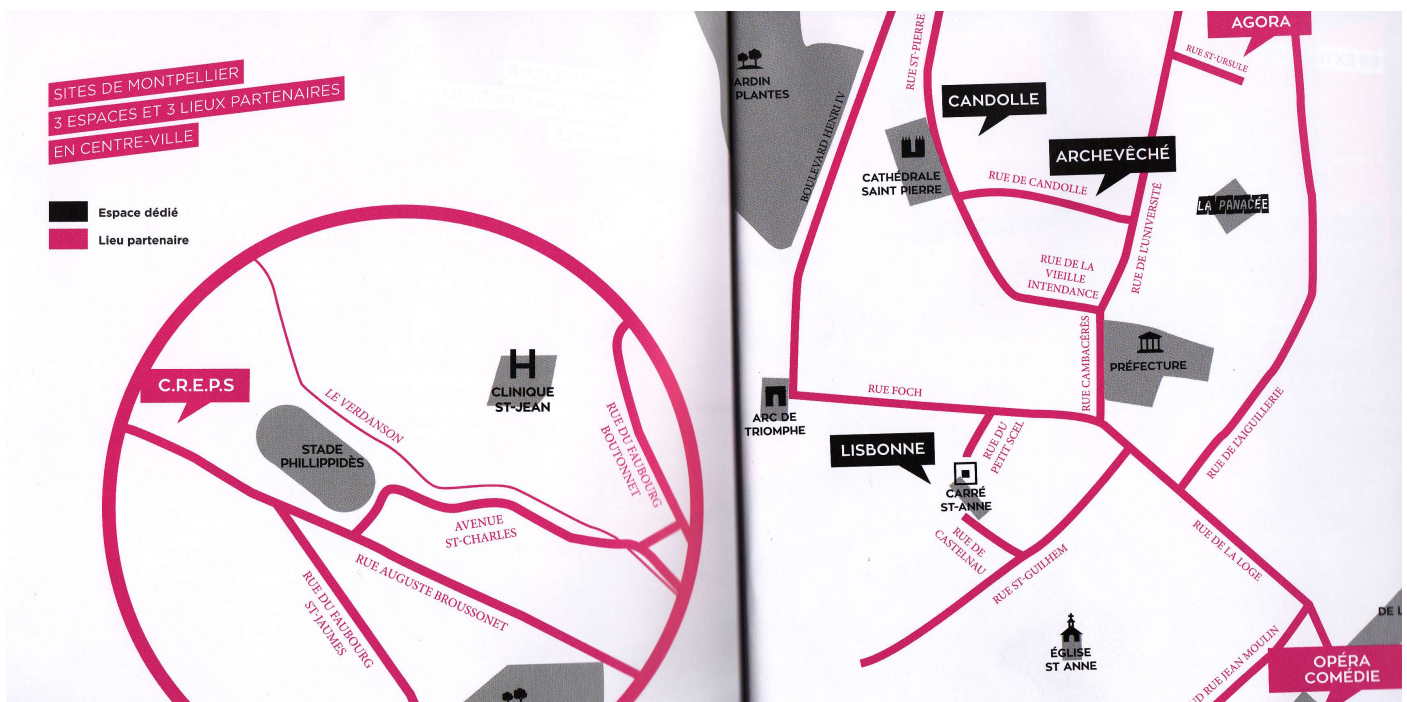 SITES DE MONTPELLIER
3 ESPACES ET 3 LIEUX PARTENAIRES
EN CENTRE-VILLE
Espace dédié
Lieu partenaire
C.R.E.P.S
LE VERDANSON
H
CLINIQUE
ST-JEAN
STADE
PHILLIPPIDÈS
RUE DU FAUBOURG
BOUTONNET
AVENUE
ST-CHARLES
RUE AUGUSTE BROUSSONET
RUE DU FAUBOURG
ST-JAUMES
JARDIN
PLANTES
BOULEVARD HENRI IV
RUE ST-PIERRE
AGORA
RUE ST-URSULE
CANDOLLE
ARCHEVÊCHÉ
CATHÉDRALE
SAINT PIERRE
RUE DE CANDOLLE
RUE DE L'UNIVERSITÉ
LA PANACÉE
RUE DE LA
VIEILLE
INTENDANCE
RUE CAMBACÉRÈS
PRÉFECTURE
ARC DE
TRIOMPHE
RUE FOCH
RUE DU
PETIT SCEL
RUE DE L'AIGUILLERIE
LISBONNE
CARRÉ
ST-ANNE
RUE DE
CASTELNAU
RUE ST-GUILHEM
RUE DE LA LOGE
ÉGLISE
ST ANNE
RUE JEAN MOULIN
DE
OPÉRA
COMÉDIE